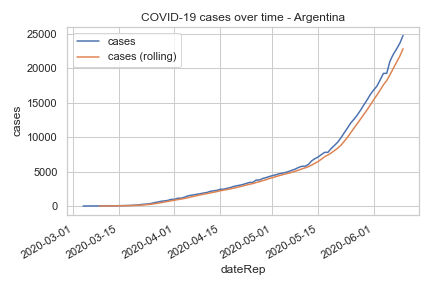 COVID-19 cases over time - Argentina
cases
cases (rolling)
25000
20000
15000
10000
5000
0
cases
2020-03-01
2020-03-15
2020-04-01
2020-04-15
2020-05-01
2020-05-15
2020-06-01
dateRep